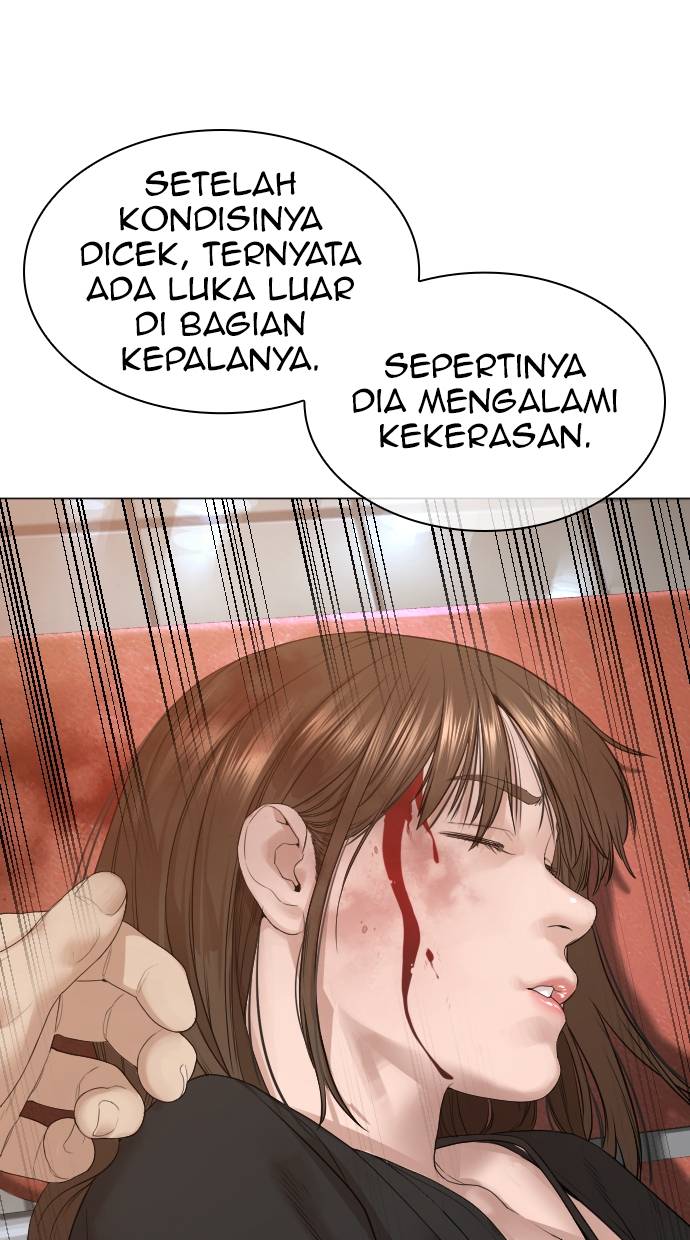 SETELAH
KONDISINYA
DICEK, TERNYATA
ADA LUKA LUAR
DI BAGIAN
KEPALANYA.
SEPERTINYA
DIA MENGALAMI
KEKERASAN.